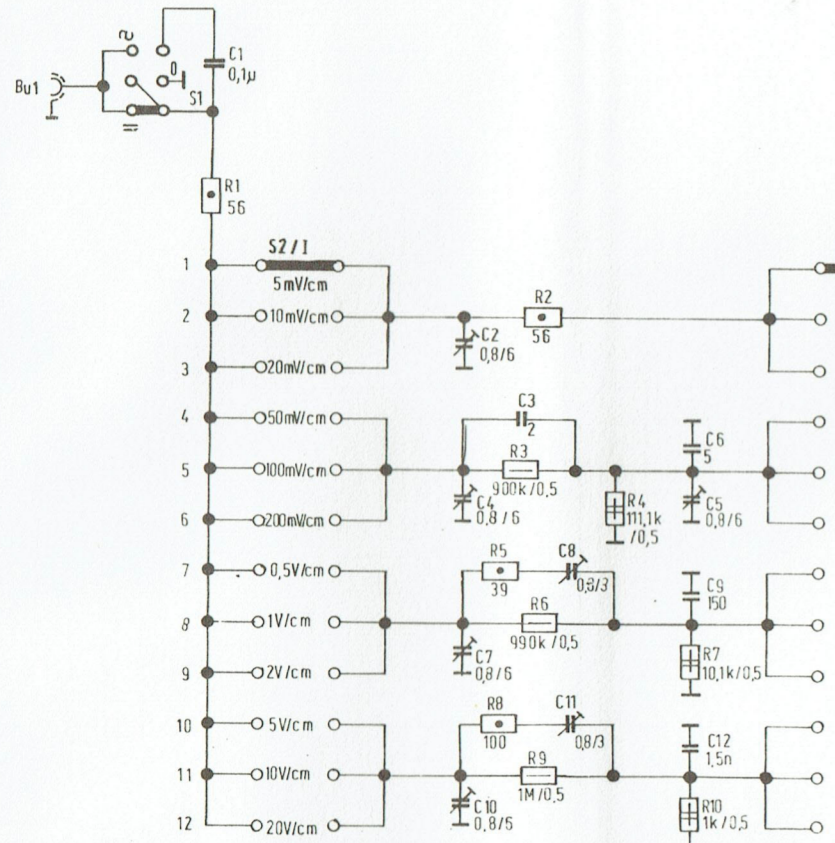 ≂
C1
0,1µ
0
Bu1
S1
=
R1
56
1
S2/I
5mV/cm
2
10mV/cm
R2
56
C2
0,8/6
3
20mV/cm
4
50mV/cm
C3
2
C6
5
5
100mV/cm
R3
900k/0,5
C4
0,8/6
R4
111,1k
/0,5
C5
0,8/6
6
200mV/cm
7
0,5V/cm
R5
39
C8
0,8/3
C9
150
8
1V/cm
R6
990k/0,5
C7
0,8/6
R7
10,1k/0,5
9
2V/cm
10
5V/cm
R8
100
C11
0,8/3
C12
1,5n
11
10V/cm
R9
1M/0,5
C10
0,8/6
R10
1k/0,5
12
20V/cm